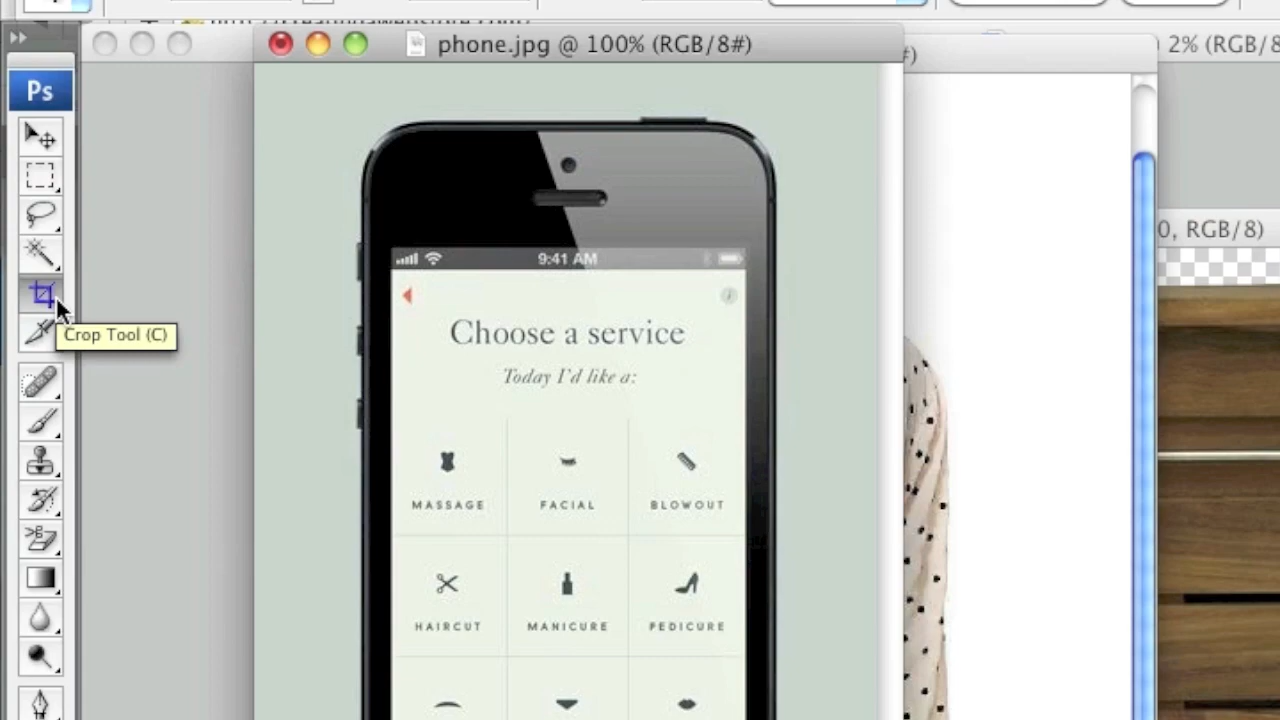 phone.jpg @ 100% (RGB/8#)
#)
2% (RGB/8
Ps
0, RGB/8)
9:41 AM
Choose a service
Crop Tool (C)
Today I'd like a:
MASSAGE FACIAL BLOWOUT
HAIRCUT MANICURE PEDICURE